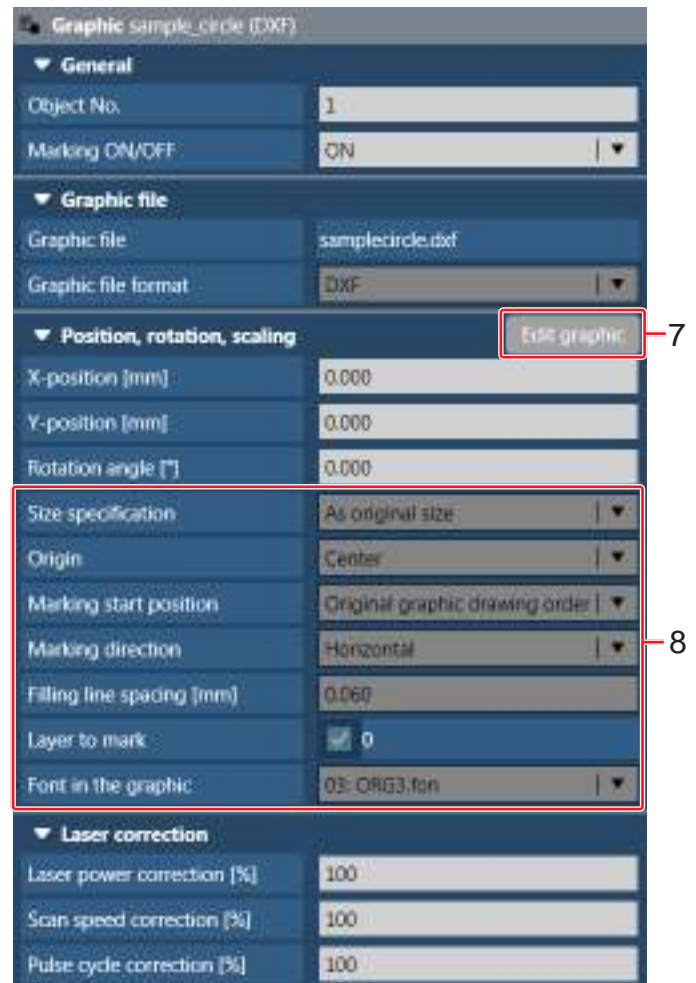 Graphic sample_circle (DXF)
General
Object No. 1
Marking ON/OFF ON
Graphic file
Graphic file samplecircle.dxf
Graphic file format DXF
Position, rotation, scaling Edit graphic 7
X-position [mm] 0.000
Y-position [mm] 0.000
Rotation angle [°] 0.000
Size specification As original size
Origin Center
Marking start position Original graphic drawing order
Marking direction Horizontal 8
Filling line spacing [mm] 0.060
Layer to mark 0
Font in the graphic 03: ORG3.fon
Laser correction
Laser power correction [%] 100
Scan speed correction [%] 100
Pulse cycle correction [%] 100